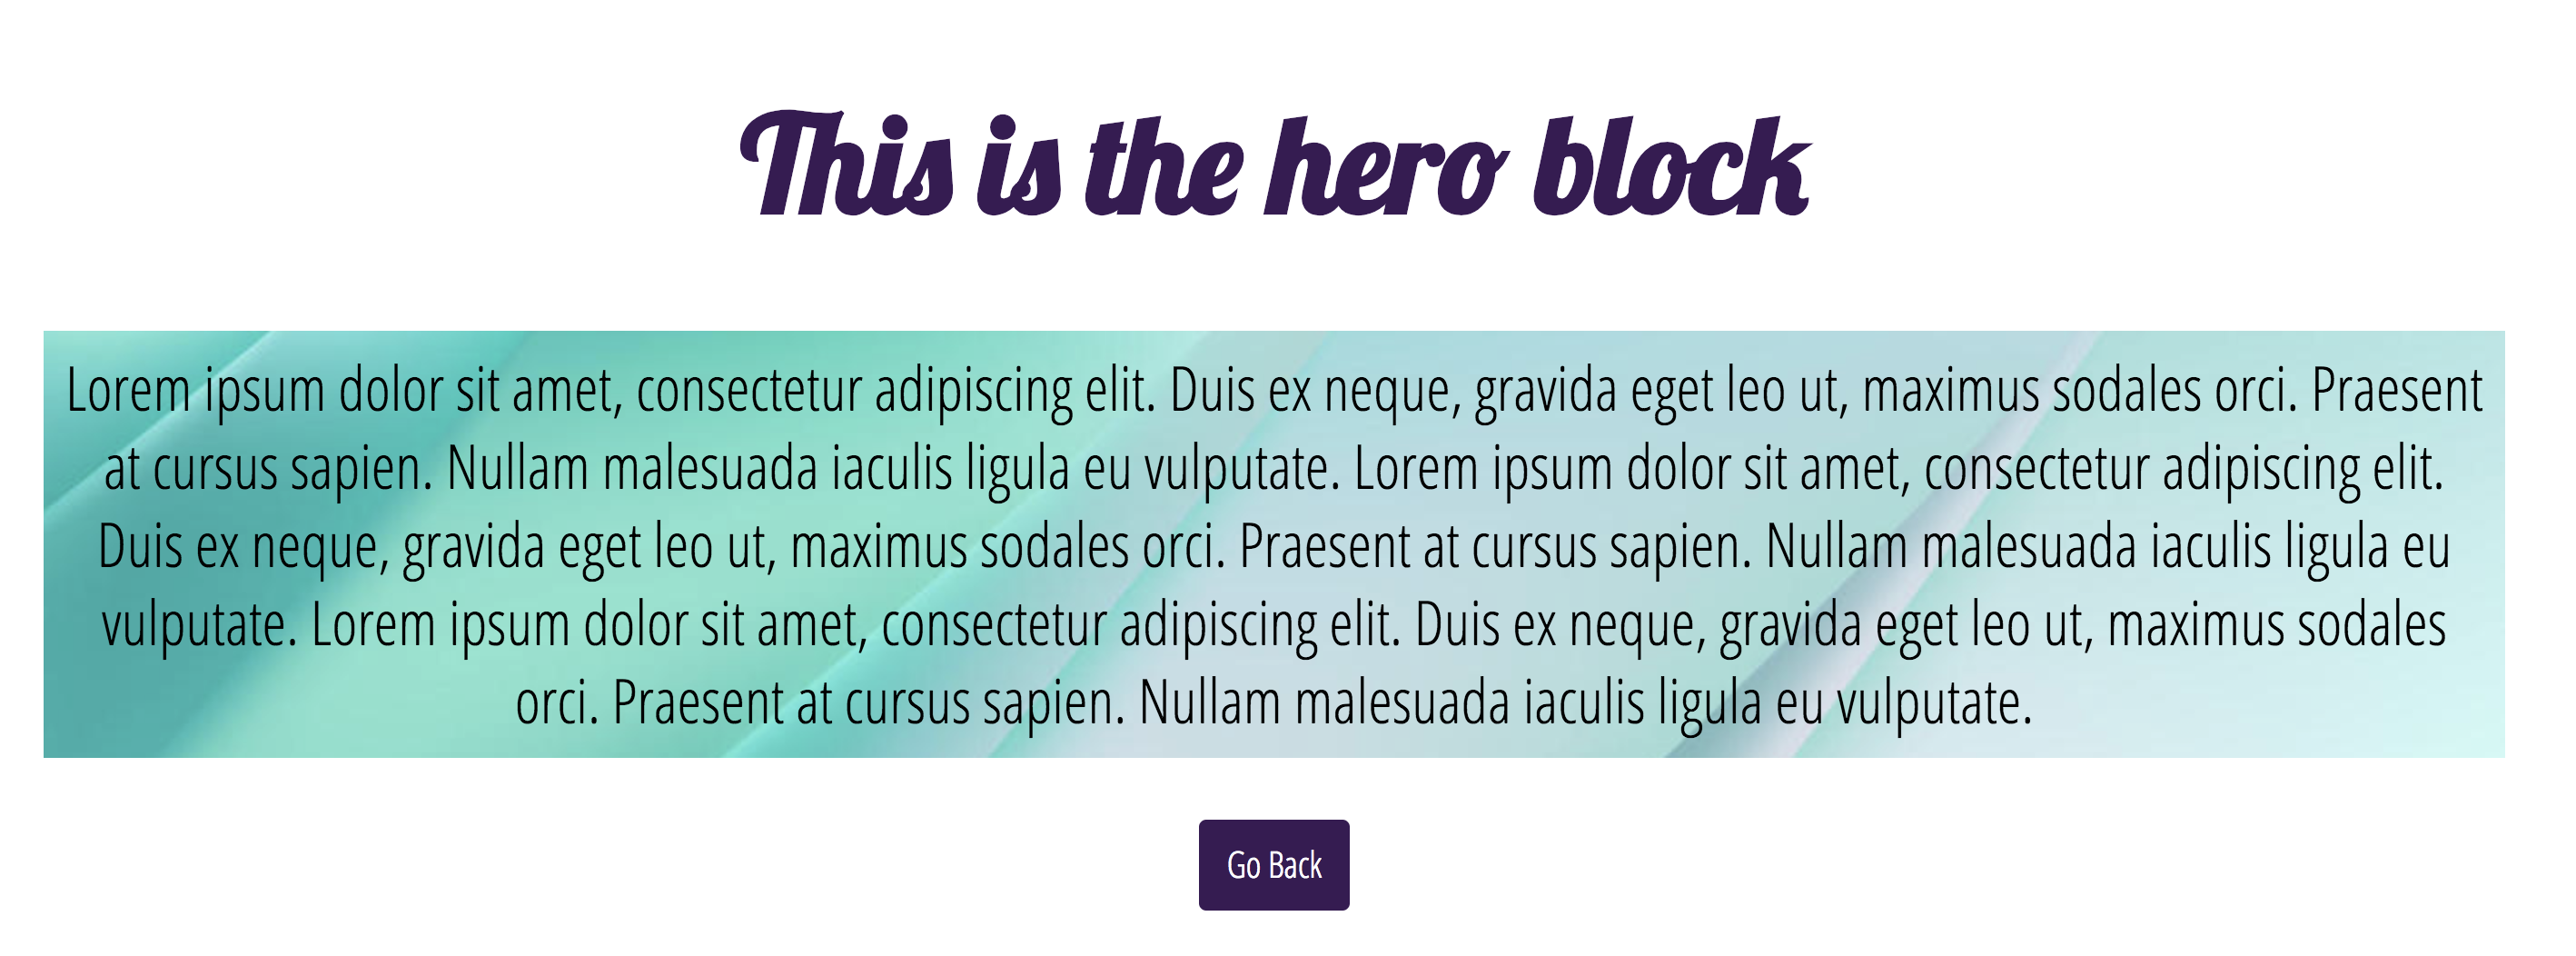 This is the hero block
Lorem ipsum dolor sit amet, consectetur adipiscing elit. Duis ex neque, gravida eget leo ut, maximus sodales orci. Praesent
at cursus sapien. Nullam malesuada iaculis ligula eu vulputate. Lorem ipsum dolor sit amet, consectetur adipiscing elit.
Duis ex neque, gravida eget leo ut, maximus sodales orci. Praesent at cursus sapien. Nullam malesuada iaculis ligula eu
vulputate. Lorem ipsum dolor sit amet, consectetur adipiscing elit. Duis ex neque, gravida eget leo ut, maximus sodales
orci. Praesent at cursus sapien. Nullam malesuada iaculis ligula eu vulputate.
Go Back